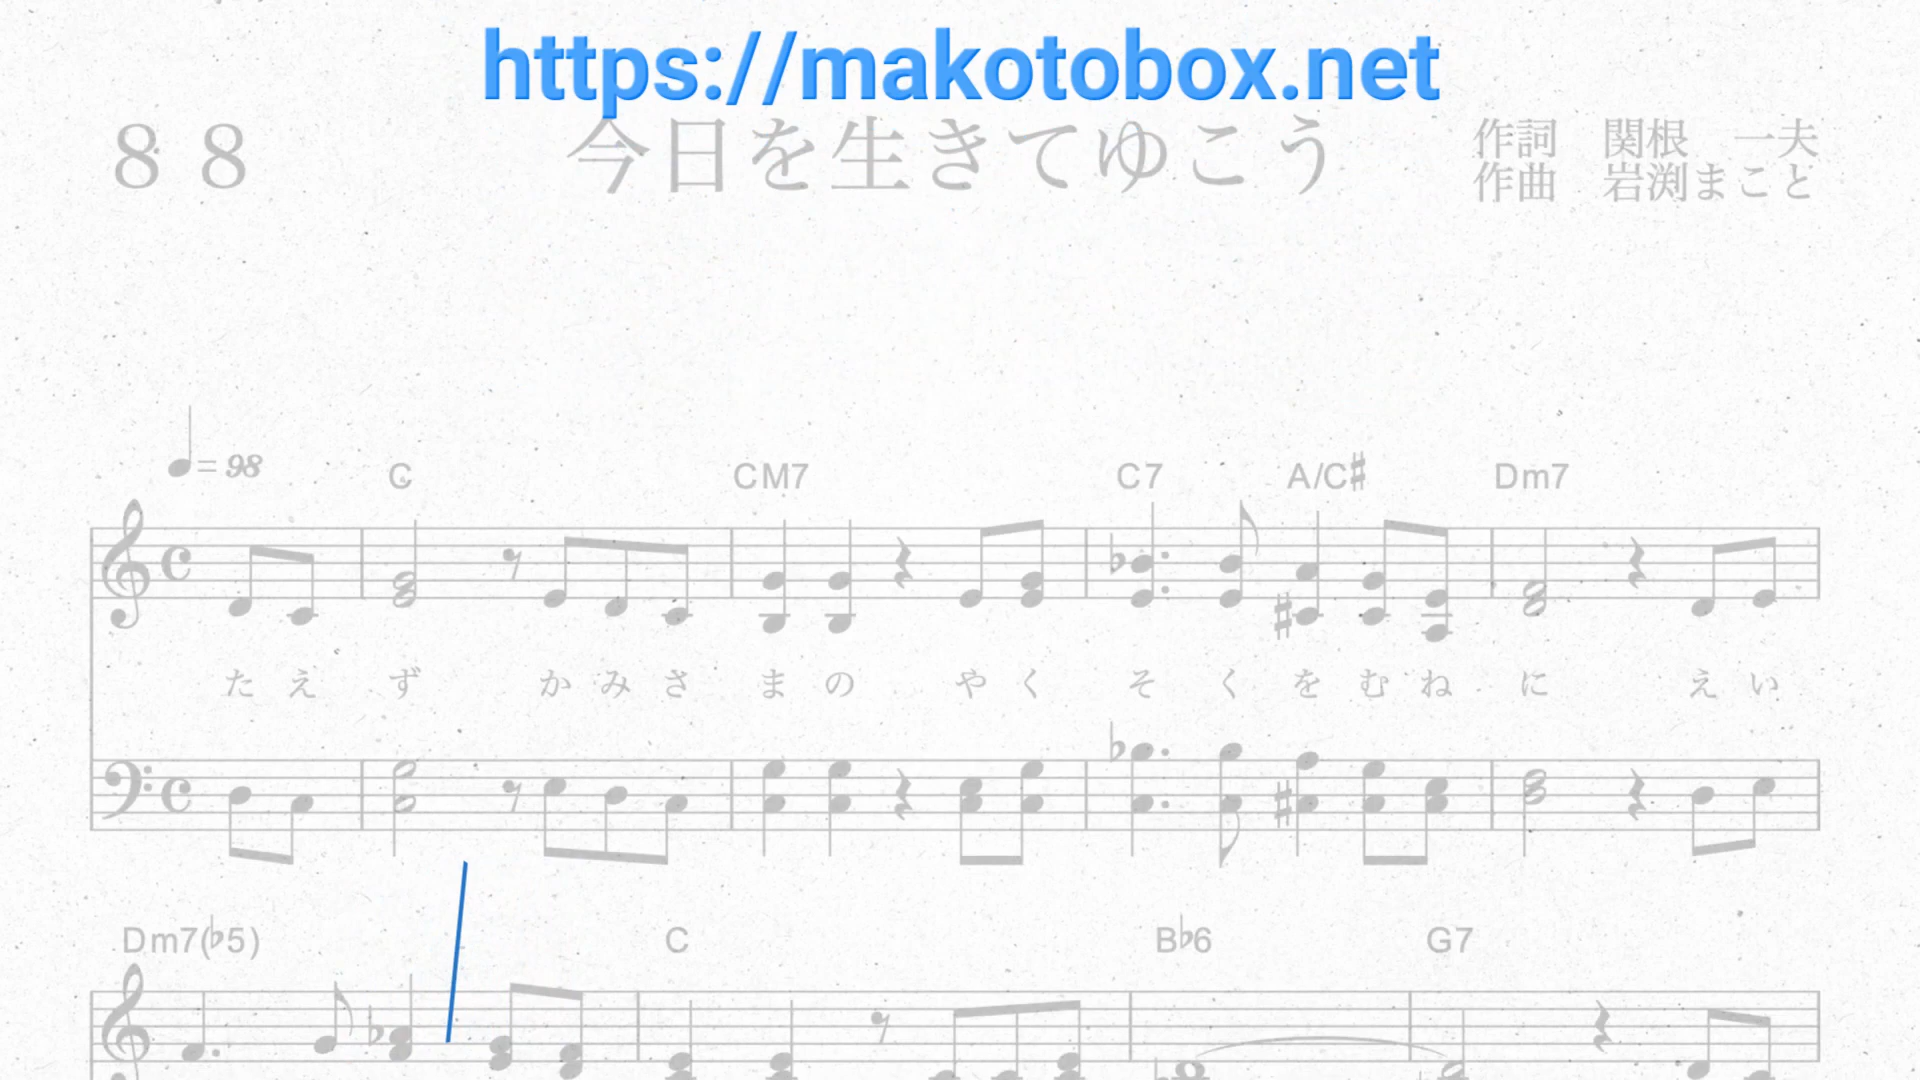 https://makotobox.net
８８
今日を生きてゆこう
作詞　関根　一夫
作曲　岩渕まこと
= 98
C CM7 C7 A/C♯ Dm7
た え ず か み さ ま の や く そ く を む ね に え い
Dm7(♭5) C B♭6 G7